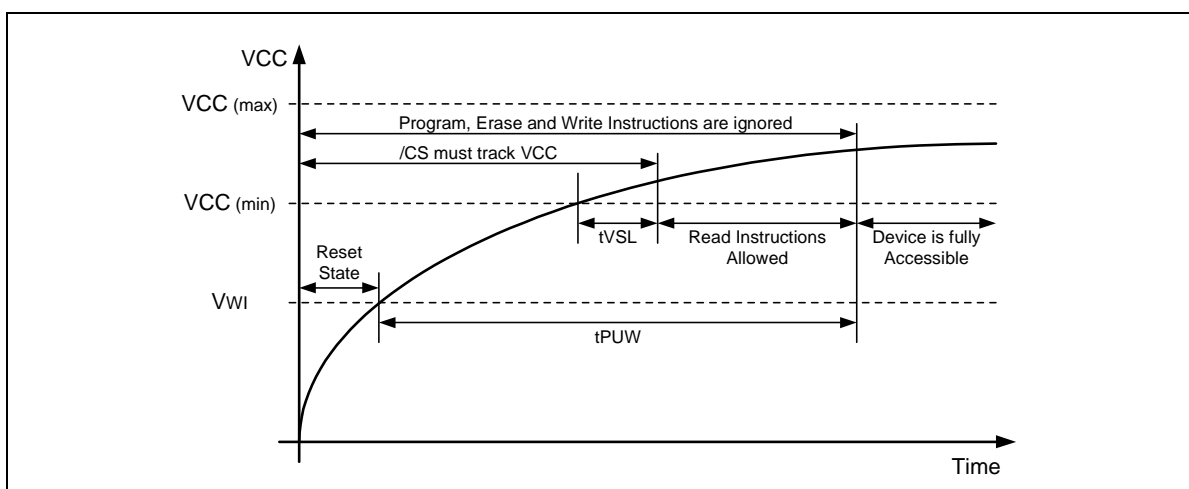 VCC
VCC (max)
Program, Erase and Write Instructions are ignored
/CS must track VCC
VCC (min)
tVSL
Read Instructions
Allowed
Device is fully
Accessible
Reset
State
VWI
tPUW
Time